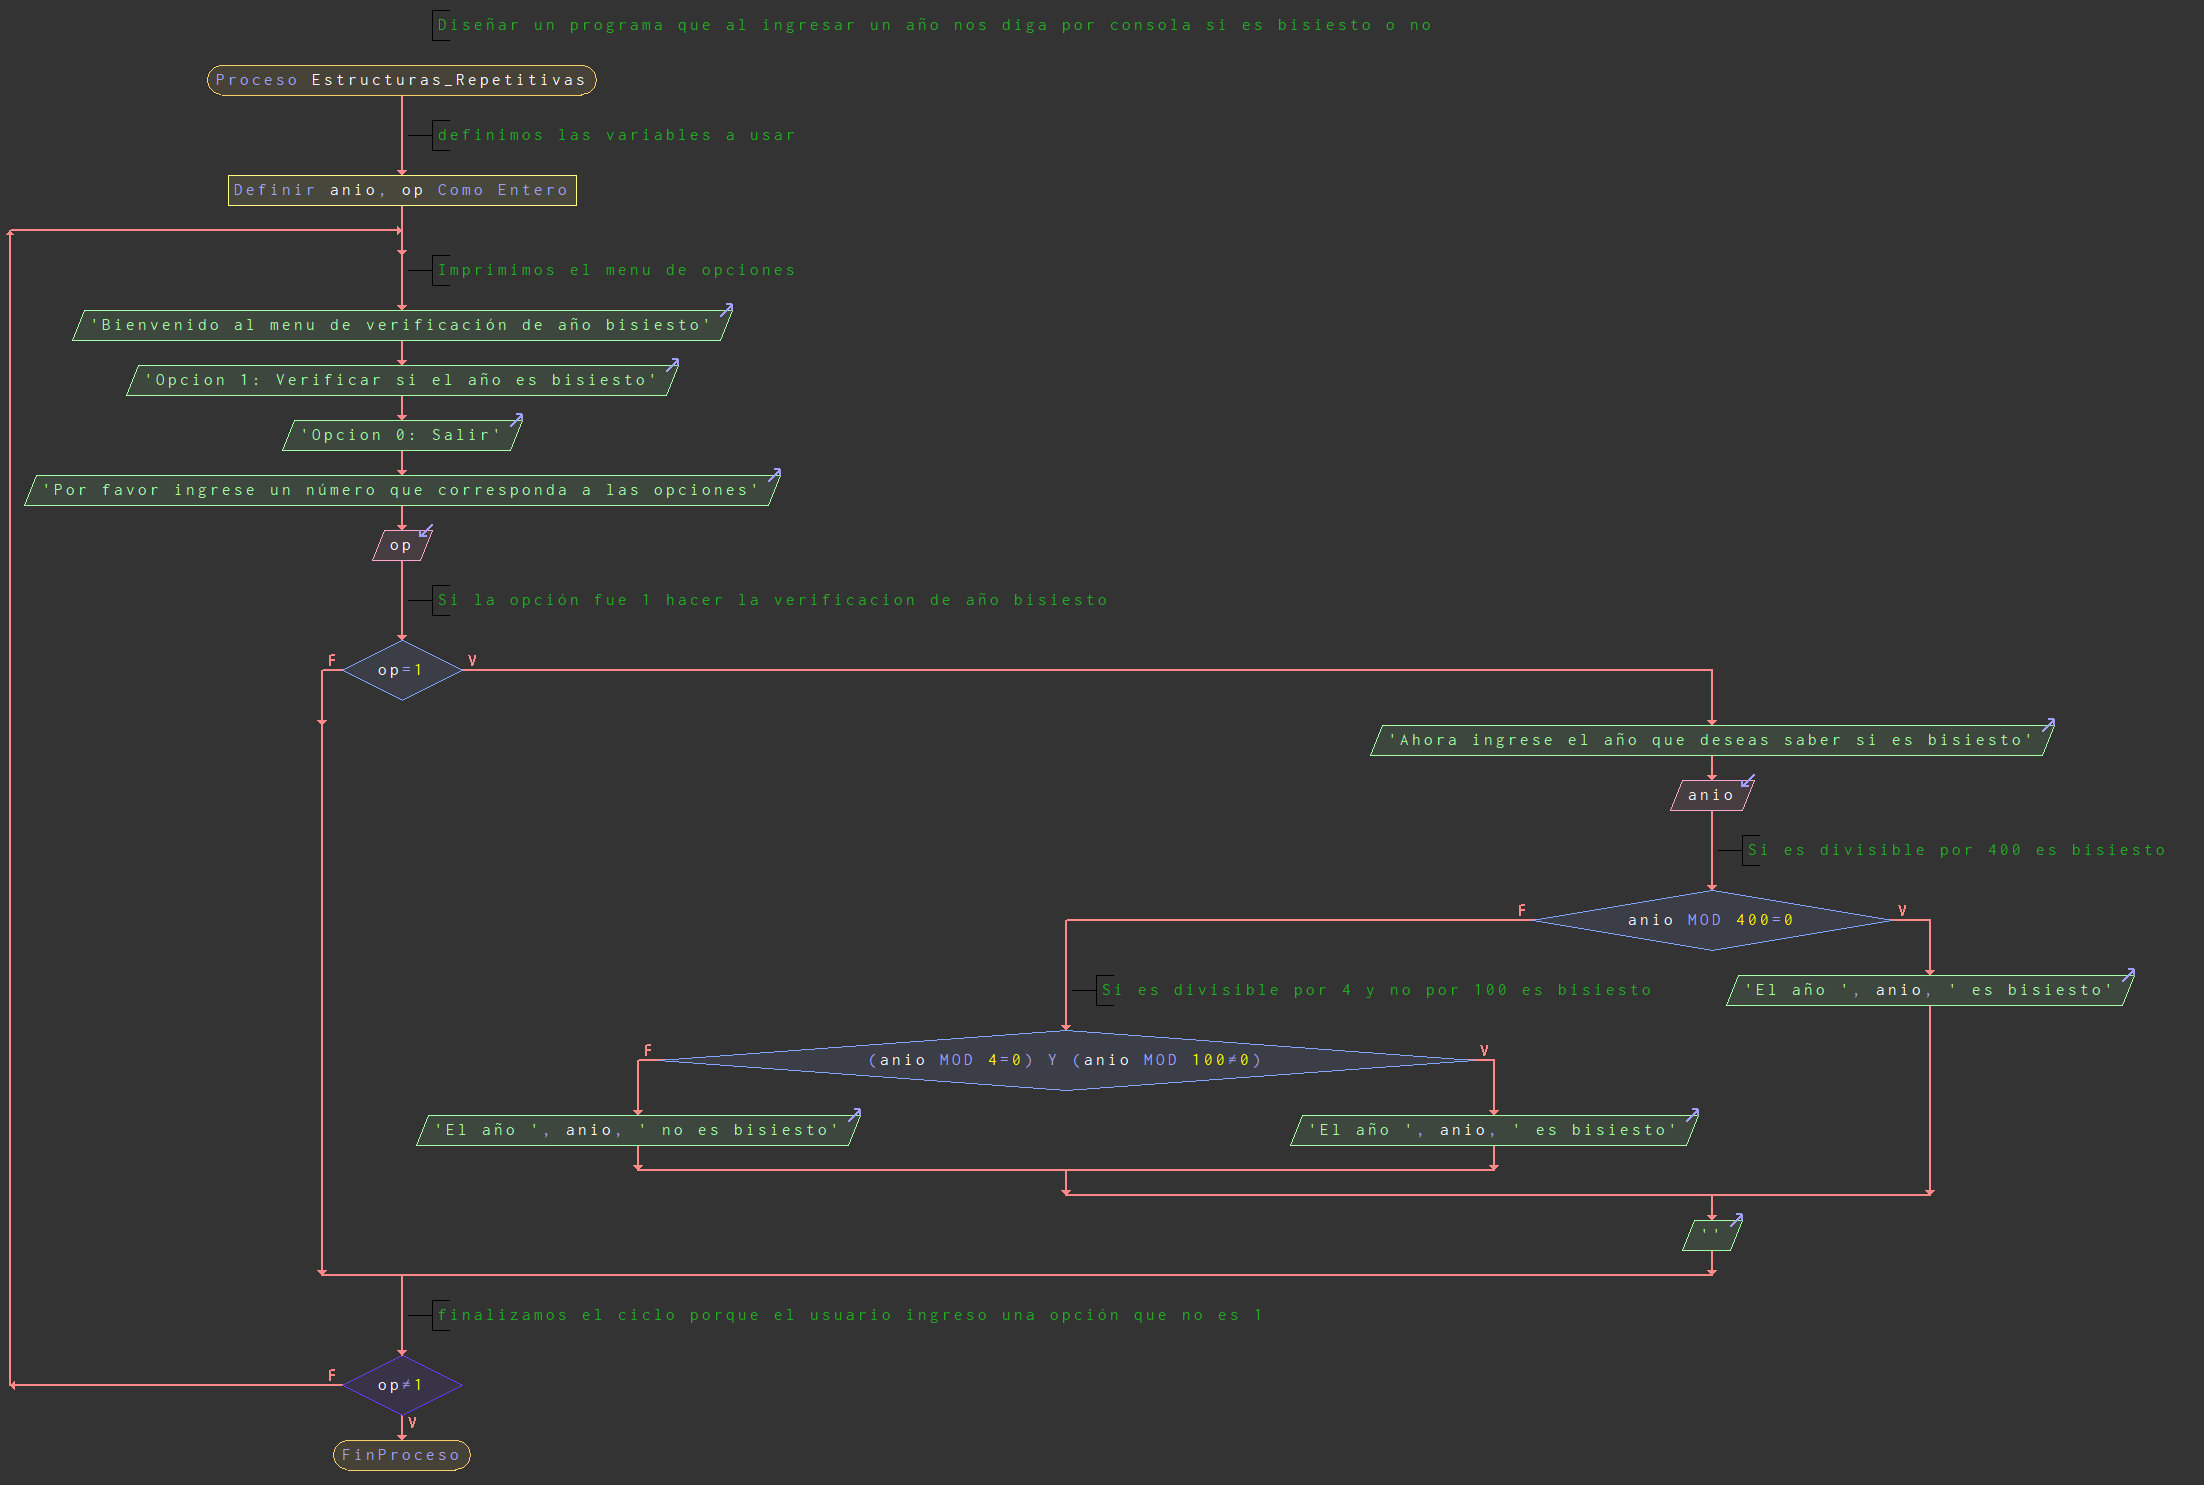 Diseñar un programa que al ingresar un año nos diga por consola si es bisiesto o no
Proceso Estructuras_Repetitivas
definimos las variables a usar
Definir anio, op Como Entero
Imprimimos el menu de opciones
'Bienvenido al menu de verificación de año bisiesto'
'Opcion 1: Verificar si el año es bisiesto'
'Opcion 0: Salir'
'Por favor ingrese un número que corresponda a las opciones'
op
Si la opción fue 1 hacer la verificacion de año bisiesto
F
V
op=1
'Ahora ingrese el año que deseas saber si es bisiesto'
anio
Si es divisible por 400 es bisiesto
F
V
anio MOD 400=0
Si es divisible por 4 y no por 100 es bisiesto
'El año ', anio, ' es bisiesto'
F
V
(anio MOD 4=0) Y (anio MOD 100≠0)
'El año ', anio, ' no es bisiesto'
'El año ', anio, ' es bisiesto'
''
finalizamos el ciclo porque el usuario ingreso una opción que no es 1
F
op≠1
V
FinProceso